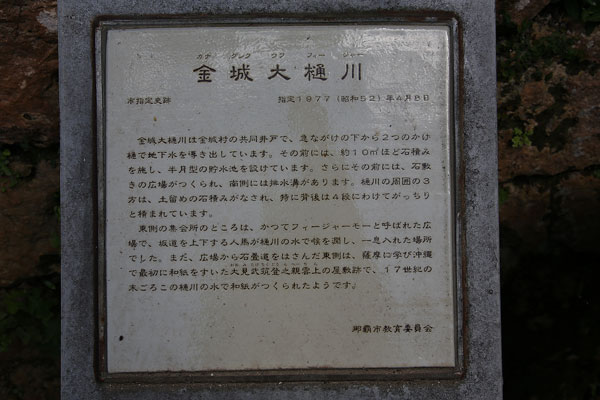 カナ グシク ウフ フィー ジャー
金城大樋川
市指定史跡 指定1977(昭和52)年4月8日
金城大樋川は金城村の共同井戸で、急ながけの下から2つのかけ
樋で地下水を導き出しています。その前には、約10㎡ほど石積み
を施し、半月型の貯水池を設けています。さらにその前には、石敷
きの広場がつくられ、南側には排水溝があります。樋川の周囲の3
方は、土留めの石積みがなされ、特に背後は4段にわけてがっちり
と積まれています。
東側の集会所のところは、かつてフィージャーモーと呼ばれた広
場で、坂道を上下する人馬が樋川の水で喉を潤し、一息入れた場所
でした。また、広場から石畳道をはさんだ東側は、薩摩に学び沖縄
で最初に和紙をすいた大見武筑登之親雲上の屋敷跡で、17世紀の
末ごろこの樋川の水で和紙がつくられたようです。
那覇市教育委員会